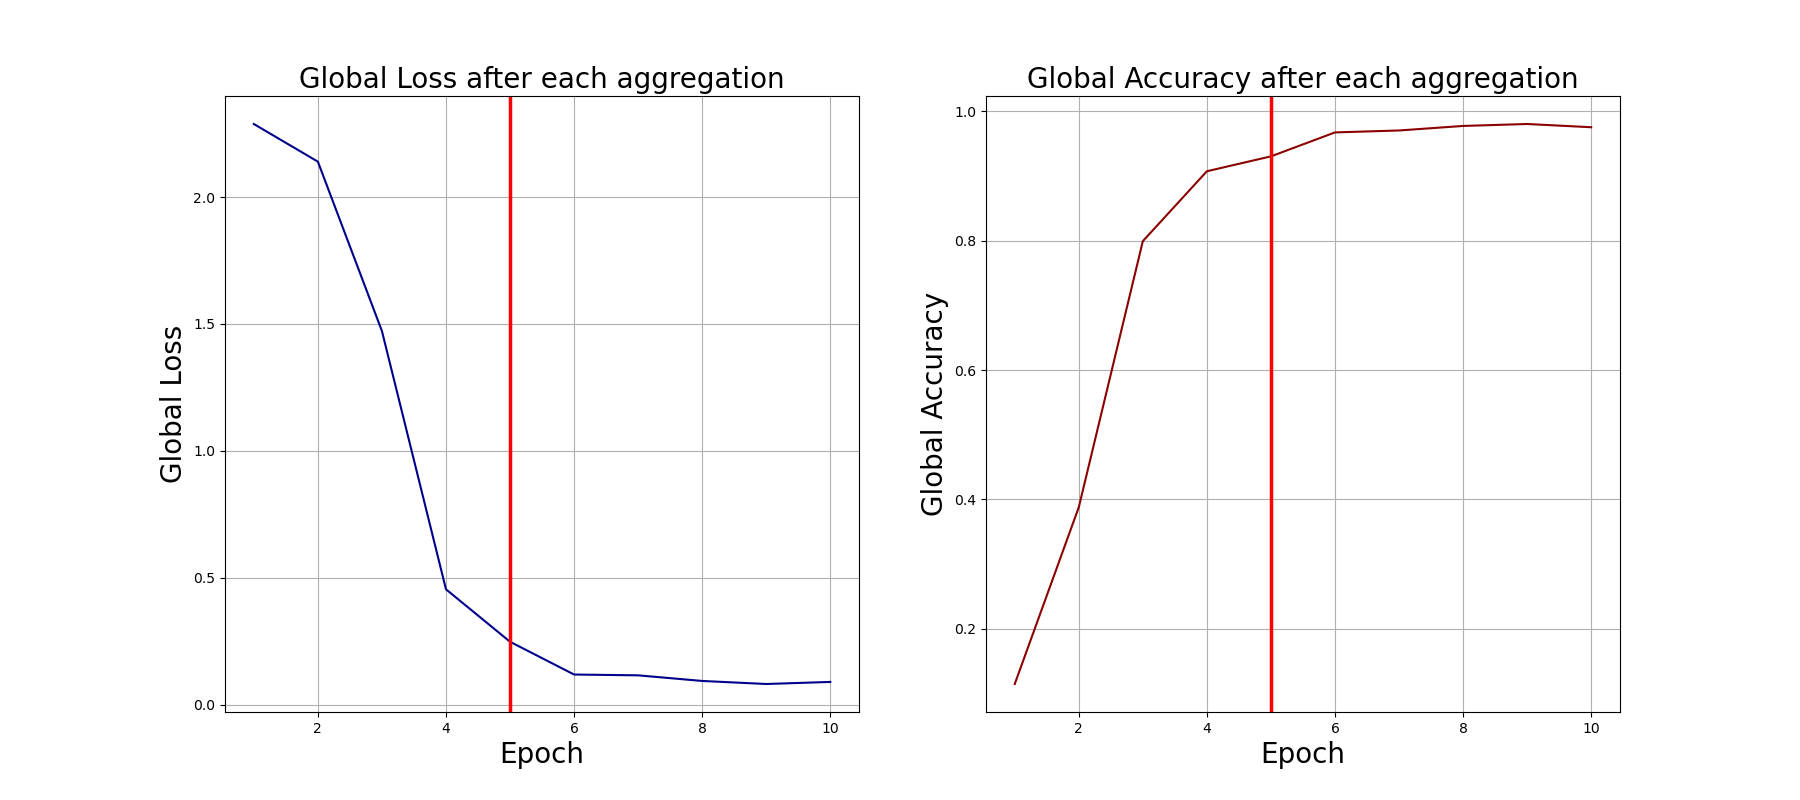 Global Loss after each aggregation
Global Loss
2.0
1.5
1.0
0.5
0.0
2 4 6 8 10
Epoch
Global Accuracy after each aggregation
Global Accuracy
1.0
0.8
0.6
0.4
0.2
2 4 6 8 10
Epoch